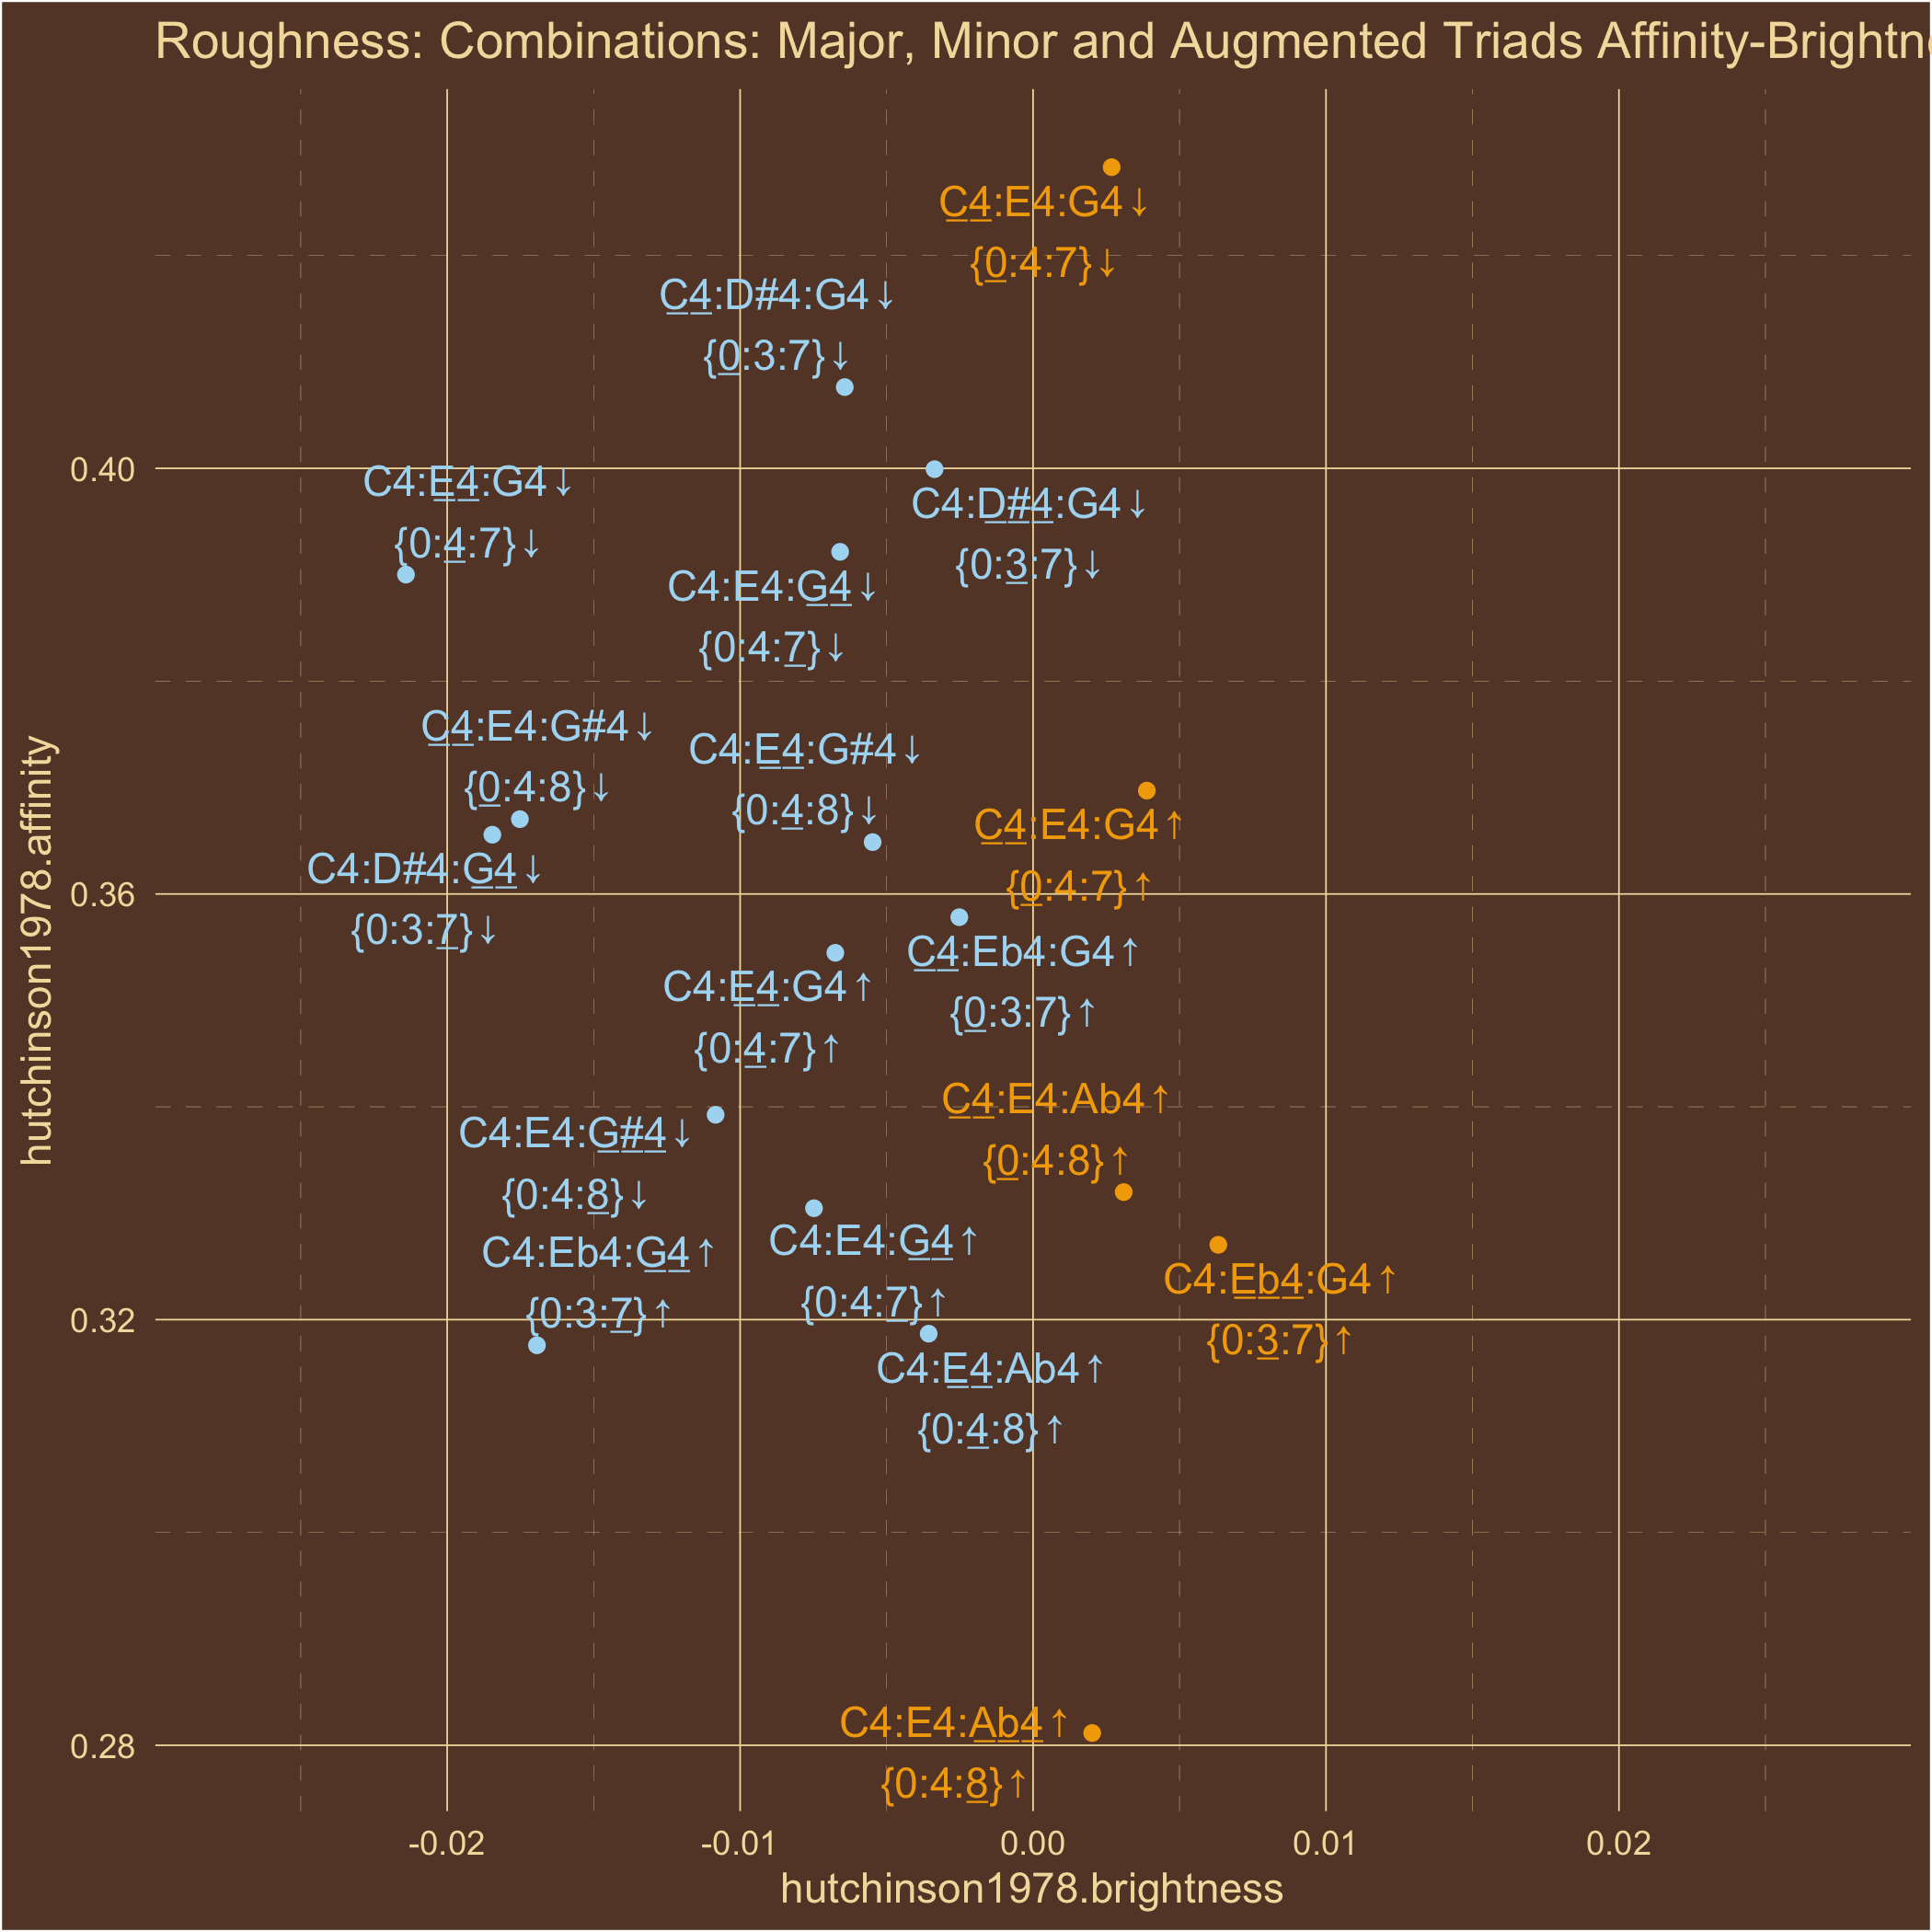 Roughness: Combinations: Major, Minor and Augmented Triads Affinity-Brightn
C4:E4:G4↓
{0:4:7}↓
C4:D#4:G4↓
{0:3:7}↓
C4:E4:G4↓
{0:4:7}↓
C4:D#4:G4↓
{0:3:7}↓
C4:E4:G4↓
{0:4:7}↓
C4:E4:G#4↓
{0:4:8}↓
C4:E4:G#4↓
{0:4:8}↓
C4:E4:G4↑
{0:4:7}↑
C4:D#4:G4↓
{0:3:7}↓
C4:Eb4:G4↑
{0:3:7}↑
C4:E4:G4↑
{0:4:7}↑
C4:E4:Ab4↑
{0:4:8}↑
C4:E4:G#4↓
{0:4:8}↓
C4:E4:G4↑
{0:4:7}↑
C4:Eb4:G4↑
{0:3:7}↑
C4:Eb4:G4↑
{0:3:7}↑
C4:E4:Ab4↑
{0:4:8}↑
C4:E4:Ab4↑
{0:4:8}↑
0.40
0.36
0.32
0.28
hutchinson1978.affinity
-0.02
-0.01
0.00
0.01
0.02
hutchinson1978.brightness